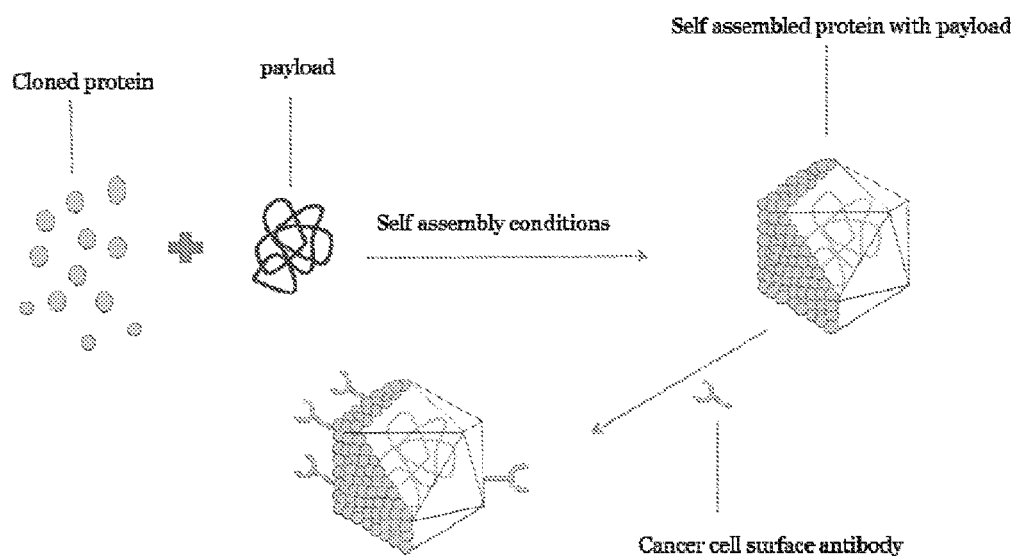 Self assembled protein with payload
Cloned protein
payload
Self assembly conditions
Cancer cell surface antibody